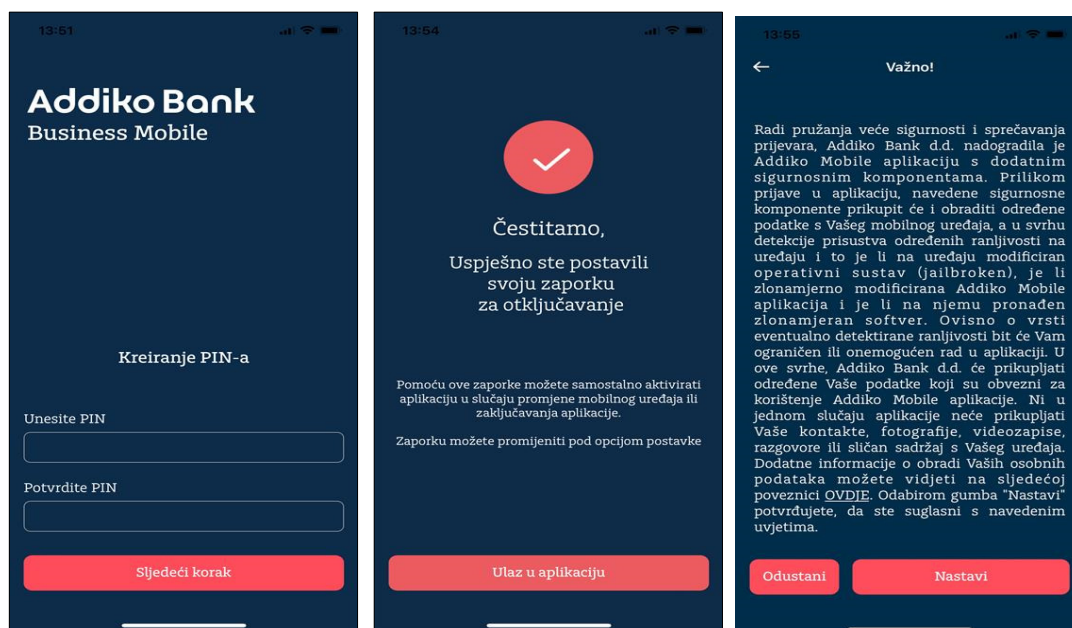 13:51
Addiko Bank
Business Mobile
Kreiranje PIN-a
Unesite PIN
Potvrdite PIN
Sljedeći korak
13:54
Čestitamo,
Uspješno ste postavili
svoju zaporku
za otključavanje
Pomoću ove zaporke možete samostalno aktivirati
aplikaciju u slučaju promjene mobilnog uređaja ili
zaključavanja aplikacije.
Zaporku možete promijeniti pod opcijom postavke
Ulaz u aplikaciju
13:55
Važno!
Radi pružanja veće sigurnosti i sprečavanja
prijevara, Addiko Bank d.d. nadogradila je
Addiko Mobile aplikaciju s dodatnim
sigurnosnim komponentama. Prilikom
prijave u aplikaciju, navedene sigurnosne
komponente prikupit će i obraditi određene
podatke s Vašeg mobilnog uređaja, a u svrhu
detekcije prisustva određenih ranljivosti na
uređaju i to je li na uređaju modificiran
operativni sustav (jailbroken), je li
zlonamjerno modificirana Addiko Mobile
aplikacija i je li na njemu pronađen
zlonamjeran softver. Ovisno o vrsti
eventualno detektirane ranljivosti bit će Vam
ograničen ili onemogućen rad u aplikaciji. U
ove svrhe, Addiko Bank d.d. će prikupljati
određene Vaše podatke koji su obvezni za
korištenje Addiko Mobile aplikacije. Ni u
jednom slučaju aplikacije neće prikupljati
Vaše kontakte, fotografije, videozapise,
razgovore ili sličan sadržaj s Vašeg uređaja.
Dodatne informacije o obradi Vaših osobnih
podataka možete vidjeti na sljedećoj
poveznici OVDJE. Odabirom gumba "Nastavi"
potvrđujete, da ste suglasni s navedenim
uvjetima.
Odustani
Nastavi